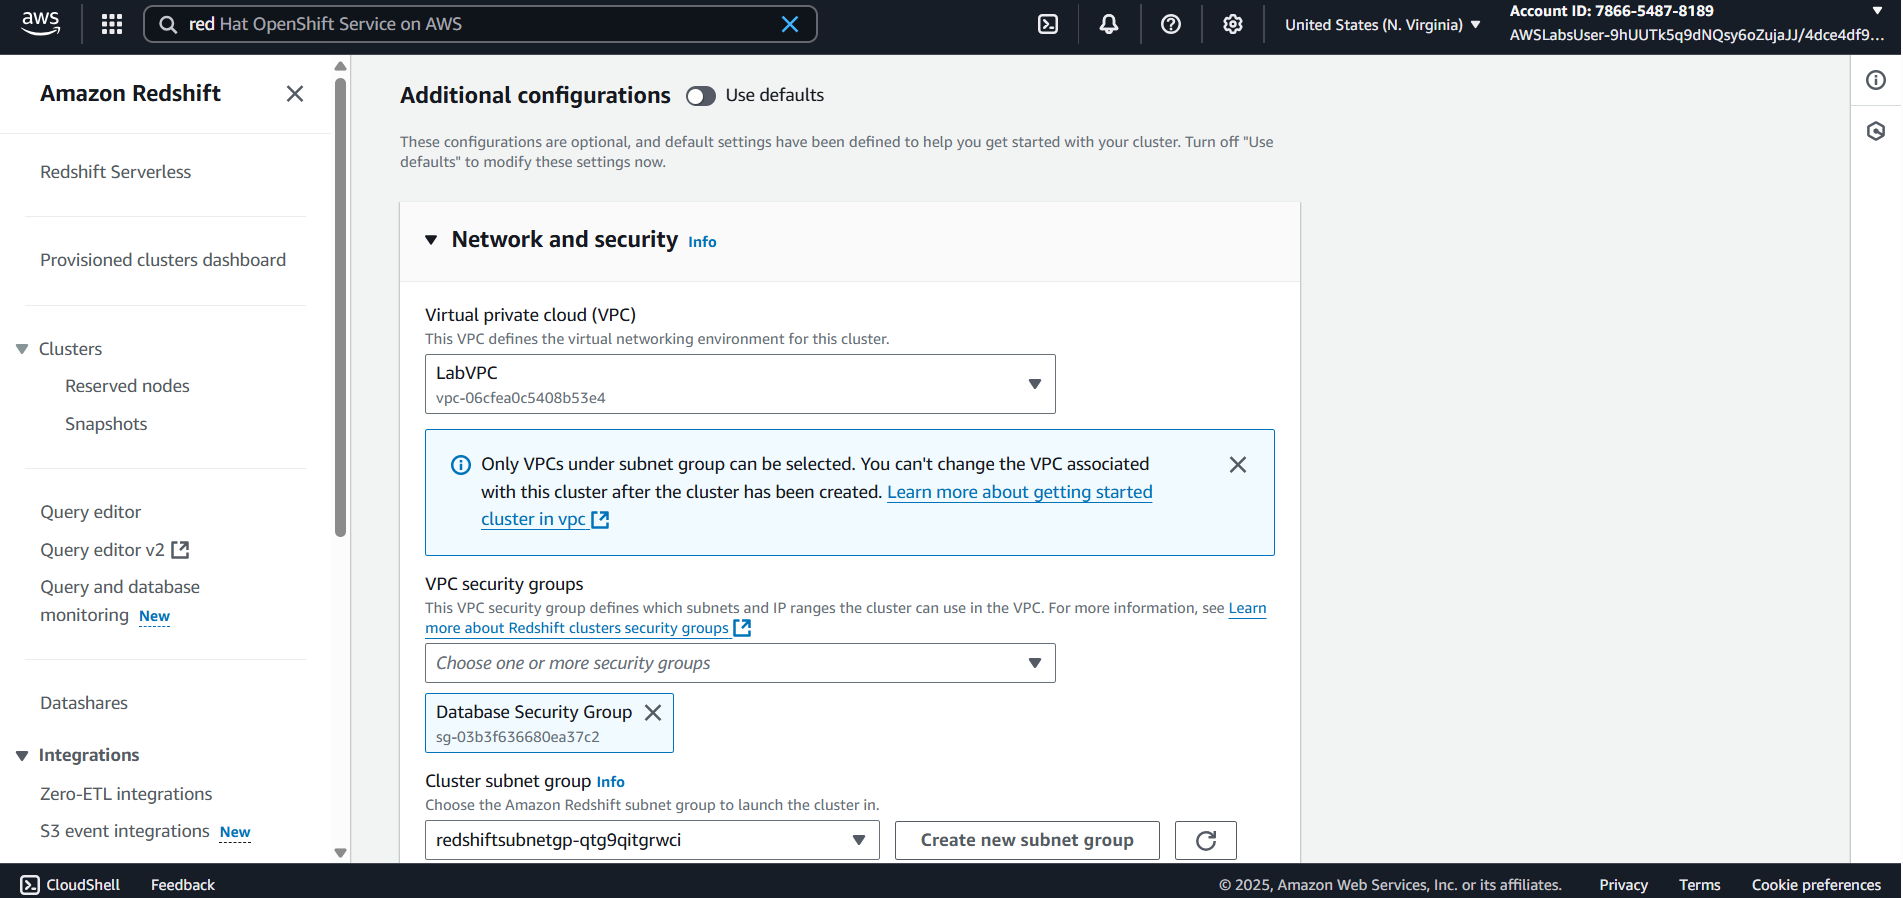 aws
red Hat OpenShift Service on AWS
United States (N. Virginia)
Account ID: 7866-5487-8189
AWSLabsUser-9hUUTk5q9dNQsy6oZujaJJ/4dce4df9...
Amazon Redshift
Redshift Serverless
Provisioned clusters dashboard
Clusters
Reserved nodes
Snapshots
Query editor
Query editor v2
Query and database
monitoring New
Datashares
Integrations
Zero-ETL integrations
S3 event integrations New
Additional configurations Use defaults
These configurations are optional, and default settings have been defined to help you get started with your cluster. Turn off "Use
defaults" to modify these settings now.
Network and security Info
Virtual private cloud (VPC)
This VPC defines the virtual networking environment for this cluster.
LabVPC
vpc-06cfea0c5408b53e4
Only VPCs under subnet group can be selected. You can't change the VPC associated
with this cluster after the cluster has been created. Learn more about getting started
cluster in vpc
VPC security groups
This VPC security group defines which subnets and IP ranges the cluster can use in the VPC. For more information, see Learn
more about Redshift clusters security groups
Choose one or more security groups
Database Security Group
sg-03b3f636680ea37c2
Cluster subnet group Info
Choose the Amazon Redshift subnet group to launch the cluster in.
redshiftsubnetgp-qtg9qitgrwci
Create new subnet group
CloudShell Feedback
© 2025, Amazon Web Services, Inc. or its affiliates. Privacy Terms Cookie preferences